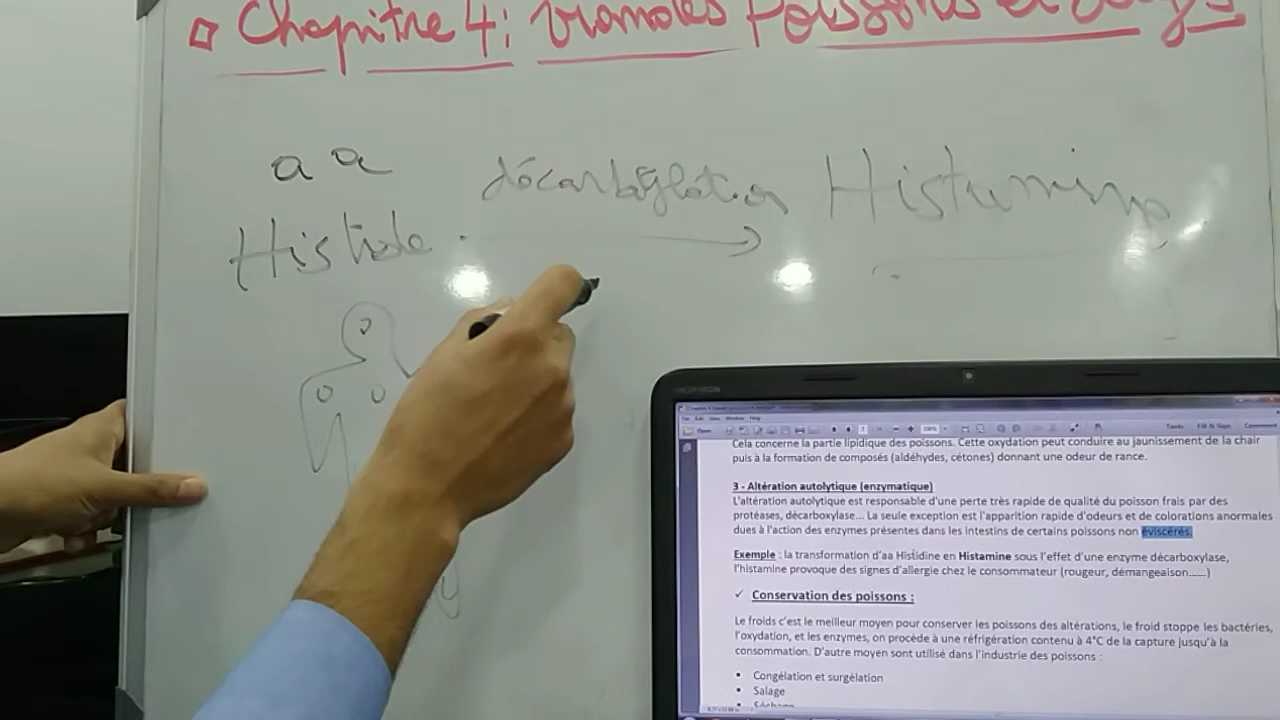 Chapitre 4: Viandes Poissons et
aa
décarboxylation Histamine
Histide
INSPIRON
Open
Tools Fill & Sign Comment
Cela concerne la partie lipidique des poissons. Cette oxydation peut conduire au jaunissement de la chair
puis à la formation de composés (aldéhydes, cétones) donnant une odeur de rance.
3 - Altération autolytique (enzymatique)
L'altération autolytique est responsable d'une perte très rapide de qualité du poisson frais par des
protéases, décarboxylase... La seule exception est l'apparition rapide d'odeurs et de colorations anormales
dues à l'action des enzymes présentes dans les intestins de certains poissons non éviscérés.
Exemple : la transformation d'aa Histidine en Histamine sous l'effet d'une enzyme décarboxylase,
l'histamine provoque des signes d'allergie chez le consommateur (rougeur, démangeaison......)
✓ Conservation des poissons :
Le froids c'est le meilleur moyen pour conserver les poissons des altérations, le froid stoppe les bactéries,
l'oxydation, et les enzymes, on procède à une réfrigération contenu à 4°C de la capture jusqu'à la
consommation. D'autre moyen sont utilisé dans l'industrie des poissons :
▪ Congélation et surgélation
▪ Salage
▪ Séchage